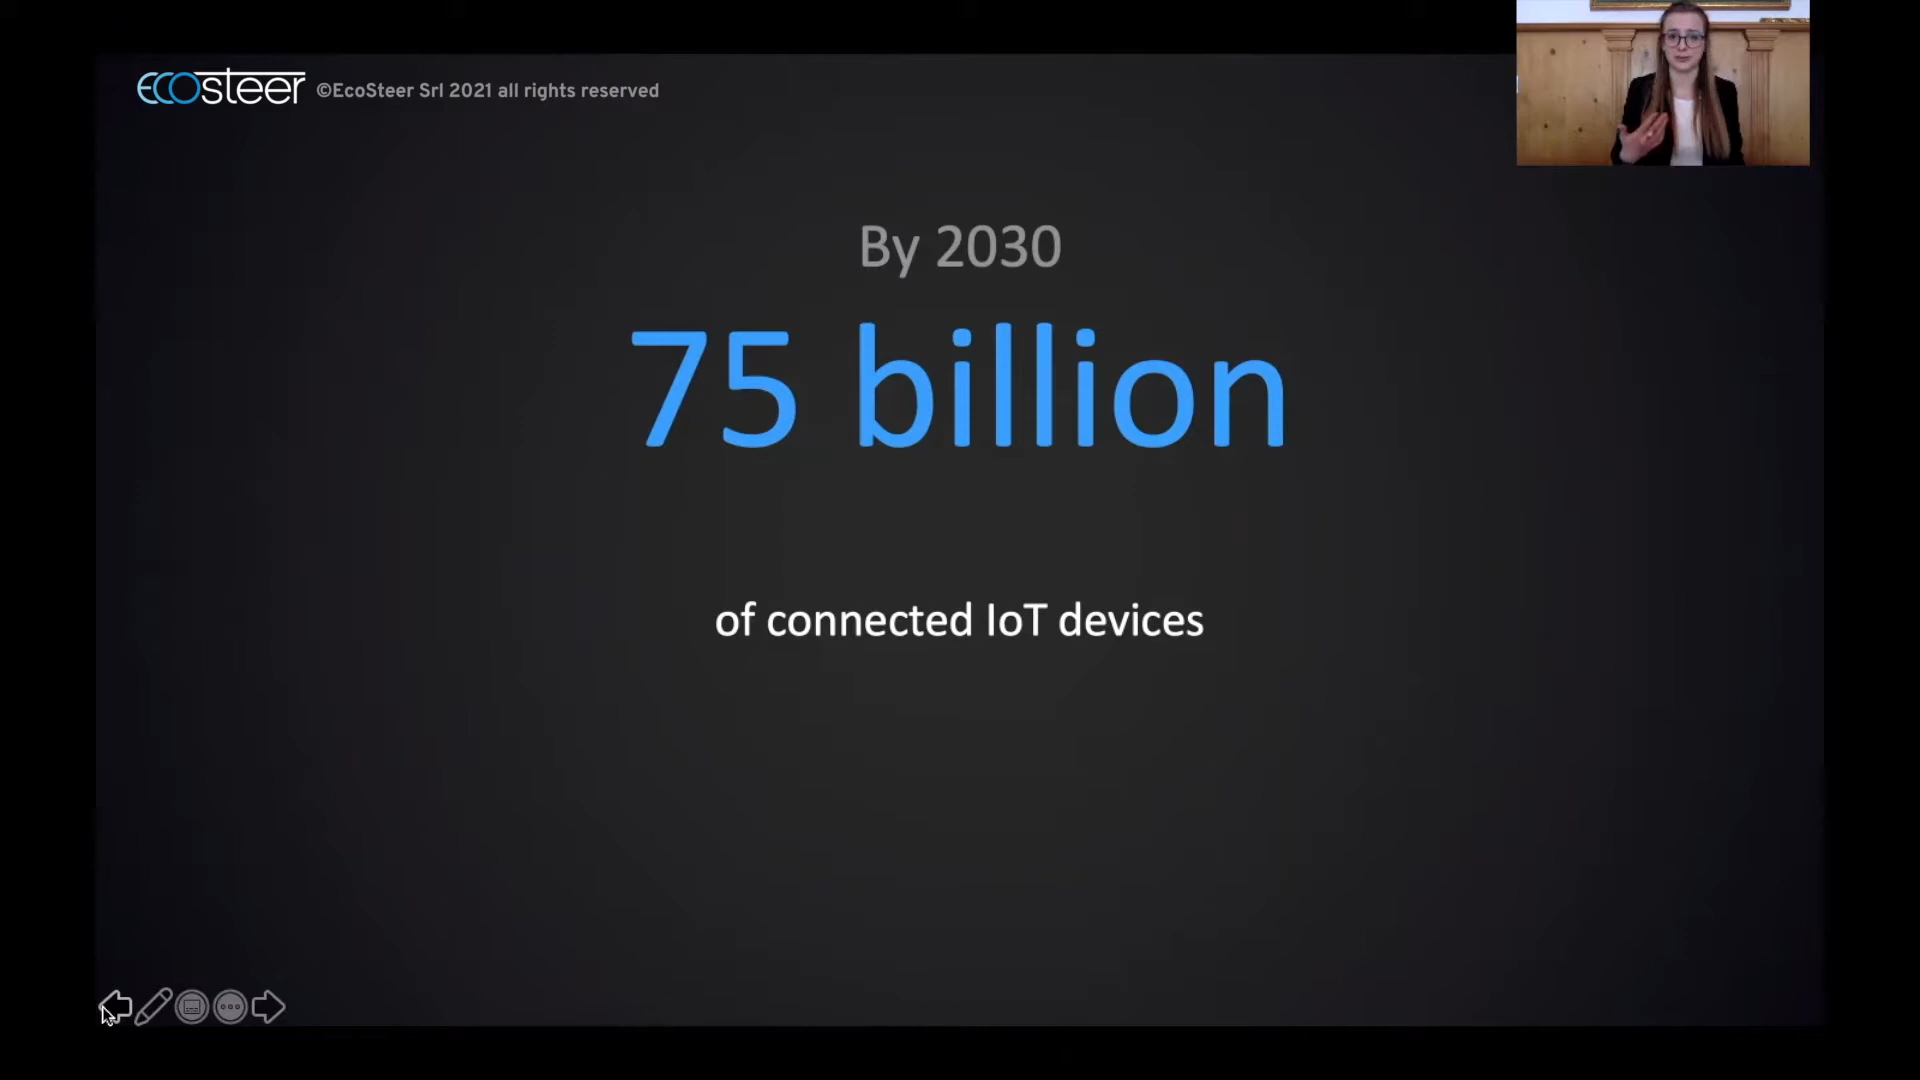 ecosteer ©EcoSteer Srl 2021 all rights reserved
By 2030
75 billion
of connected IoT devices